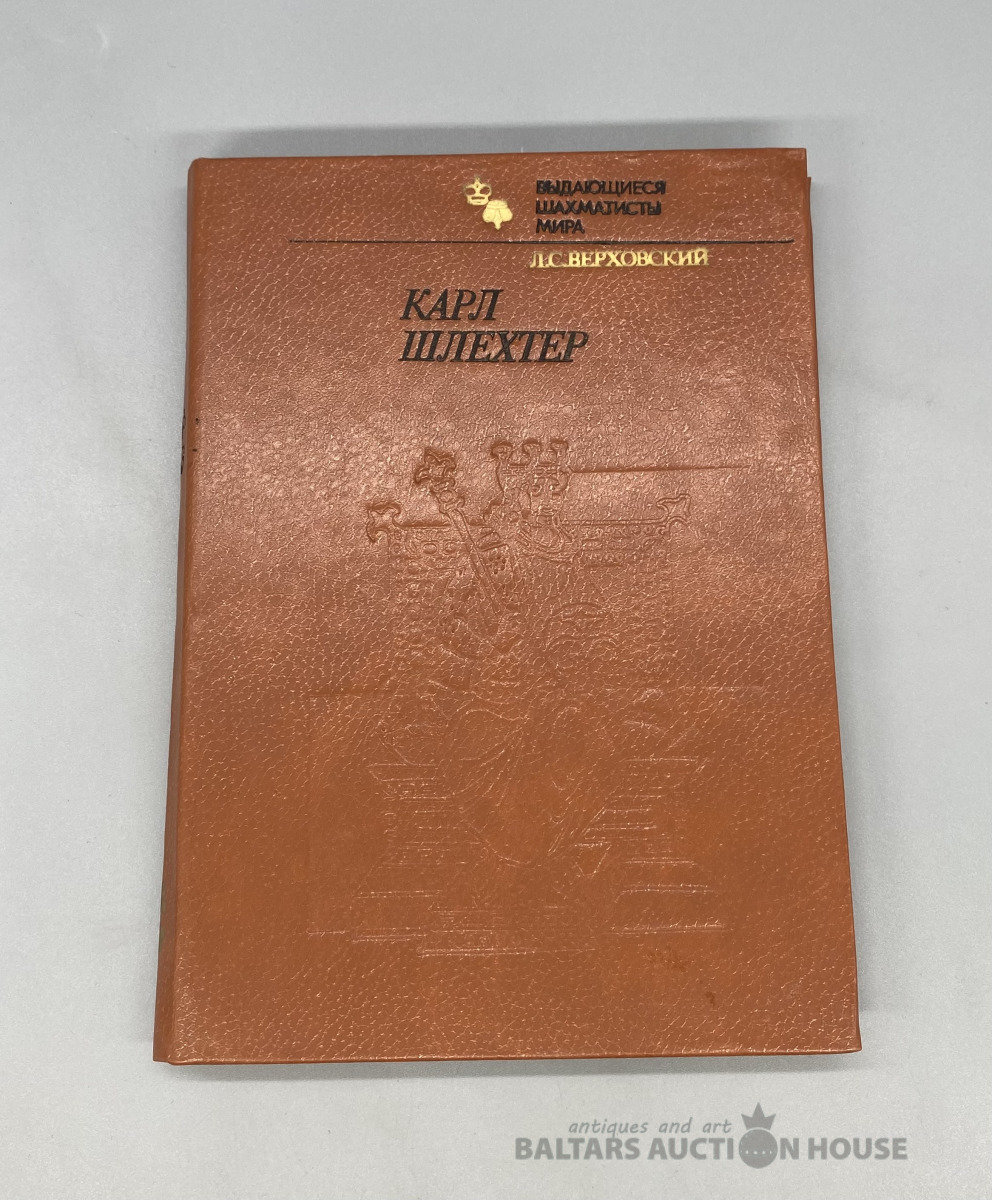 ВЫДАЮЩИЕСЯ
ШАХМАТИСТЫ
МИРА
Л.С.ВЕРХОВСКИЙ
КАРЛ
ШЛЕХТЕР
antiques and art
BALTARS AUCTION HOUSE